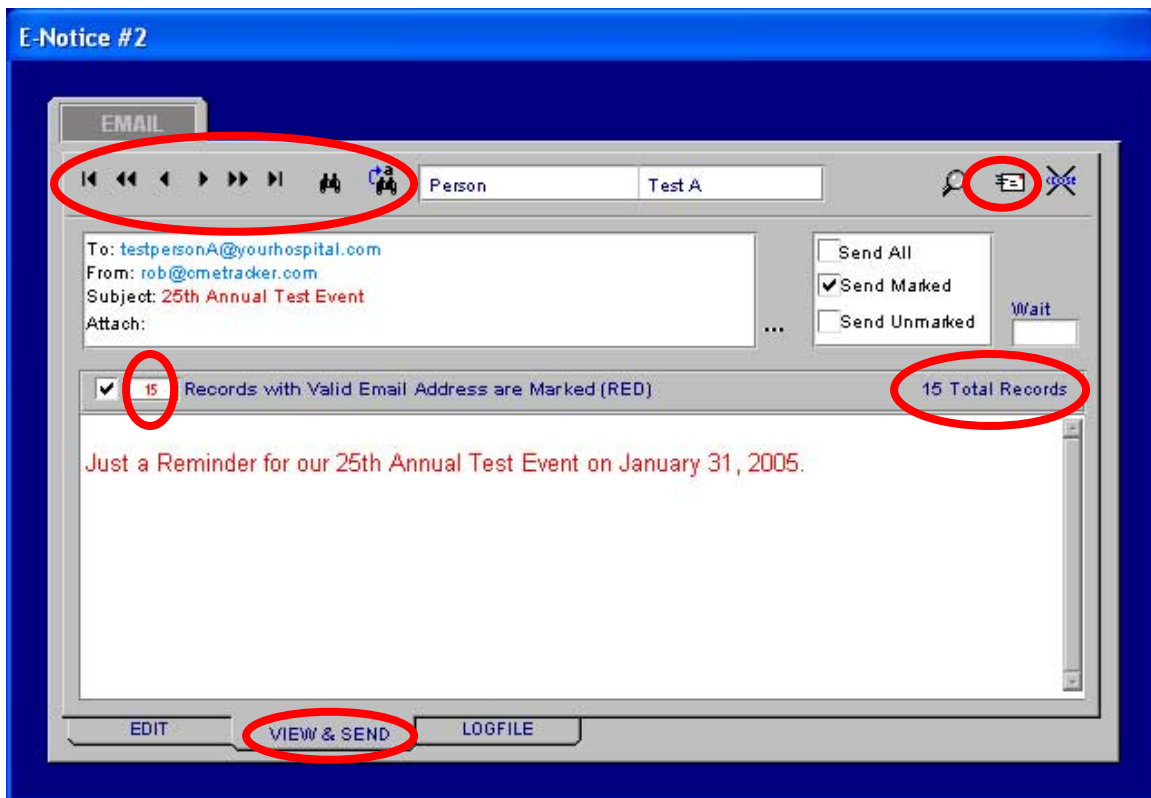 E-Notice #2
EMAIL
Person Test A
CLOSE
To: testpersonA@yourhospital.com
From: rob@cmetracker.com
Subject: 25th Annual Test Event
Attach:
...
Send All
Send Marked
Send Unmarked
Wait
15 Records with Valid Email Address are Marked (RED) 15 Total Records
Just a Reminder for our 25th Annual Test Event on January 31, 2005.
EDIT VIEW & SEND LOGFILE